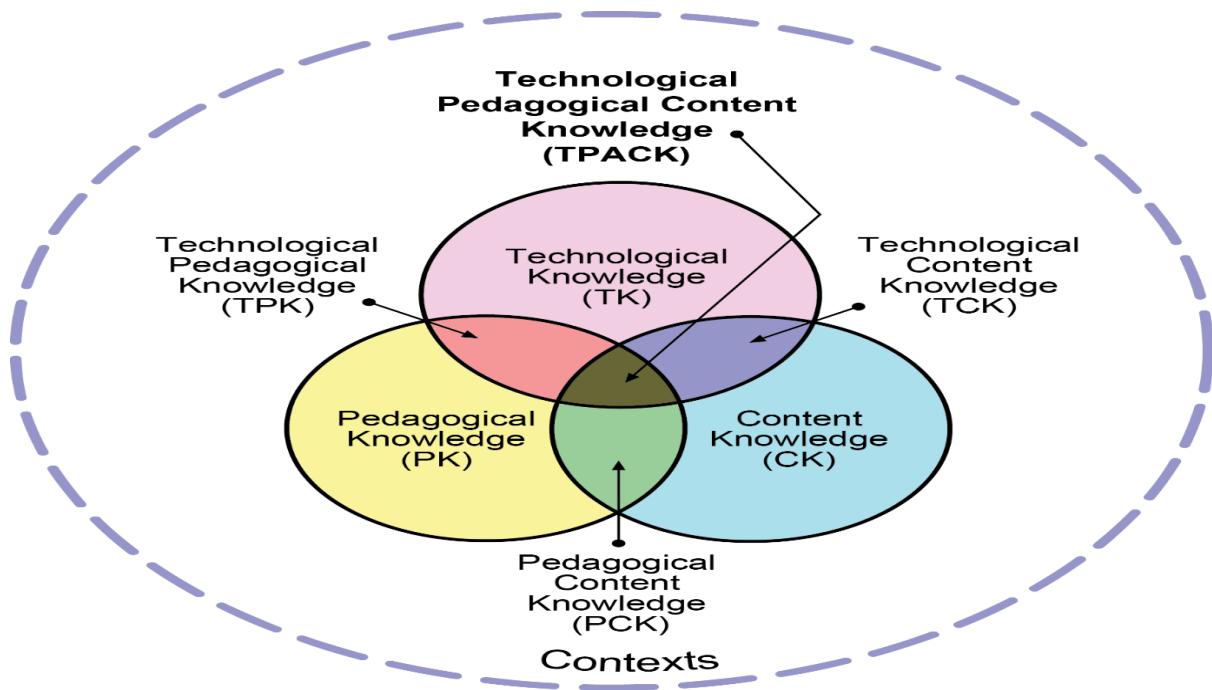 Technological
Pedagogical Content
Knowledge
(TPACK)
Technological
Pedagogical
Knowledge
(TPK)
Technological
Knowledge
(TK)
Technological
Content
Knowledge
(TCK)
Pedagogical
Knowledge
(PK)
Content
Knowledge
(CK)
Pedagogical
Content
Knowledge
(PCK)
Contexts